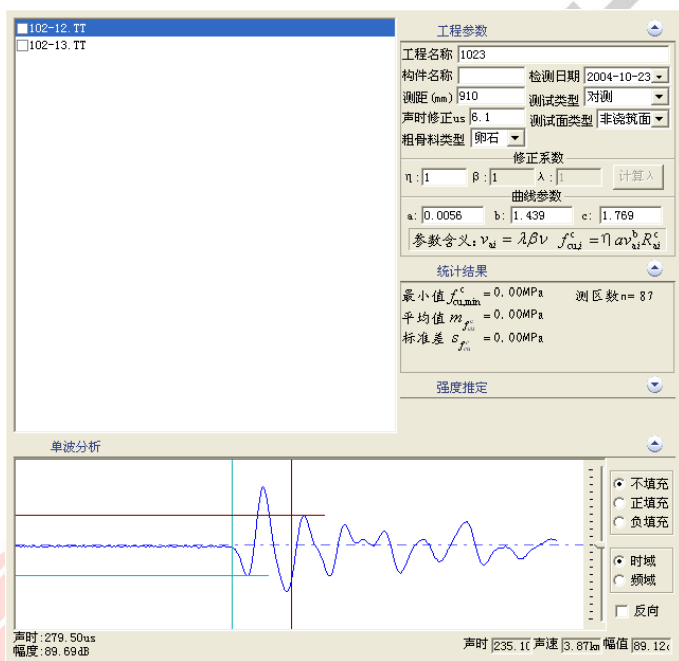 102-12.TT
102-13.TT
工程参数
工程名称 1023
构件名称 检测日期 2004-10-23
测距(mm) 910 测试类型 对测
声时修正us 6.1 测试面类型 非浇筑面
粗骨料类型 卵石
修正系数
η:1 β:1 λ:1 计算λ
曲线参数
a: 0.0056 b: 1.439 c: 1.769
参数含义: v_ai = λβv f^c_cu,i = η a v^b_ai R^c_ai
统计结果
最小值 f^c_cu,min = 0.00MPa 测区数n= 87
平均值 m_f^c_cu = 0.00MPa
标准差 s_f^c_cu = 0.00MPa
强度推定
单波分析
不填充
正填充
负填充
时域
频域
反向
声时:279.50us
幅度:89.69dB
声时 235.1 声速 3.87km 幅值 89.12